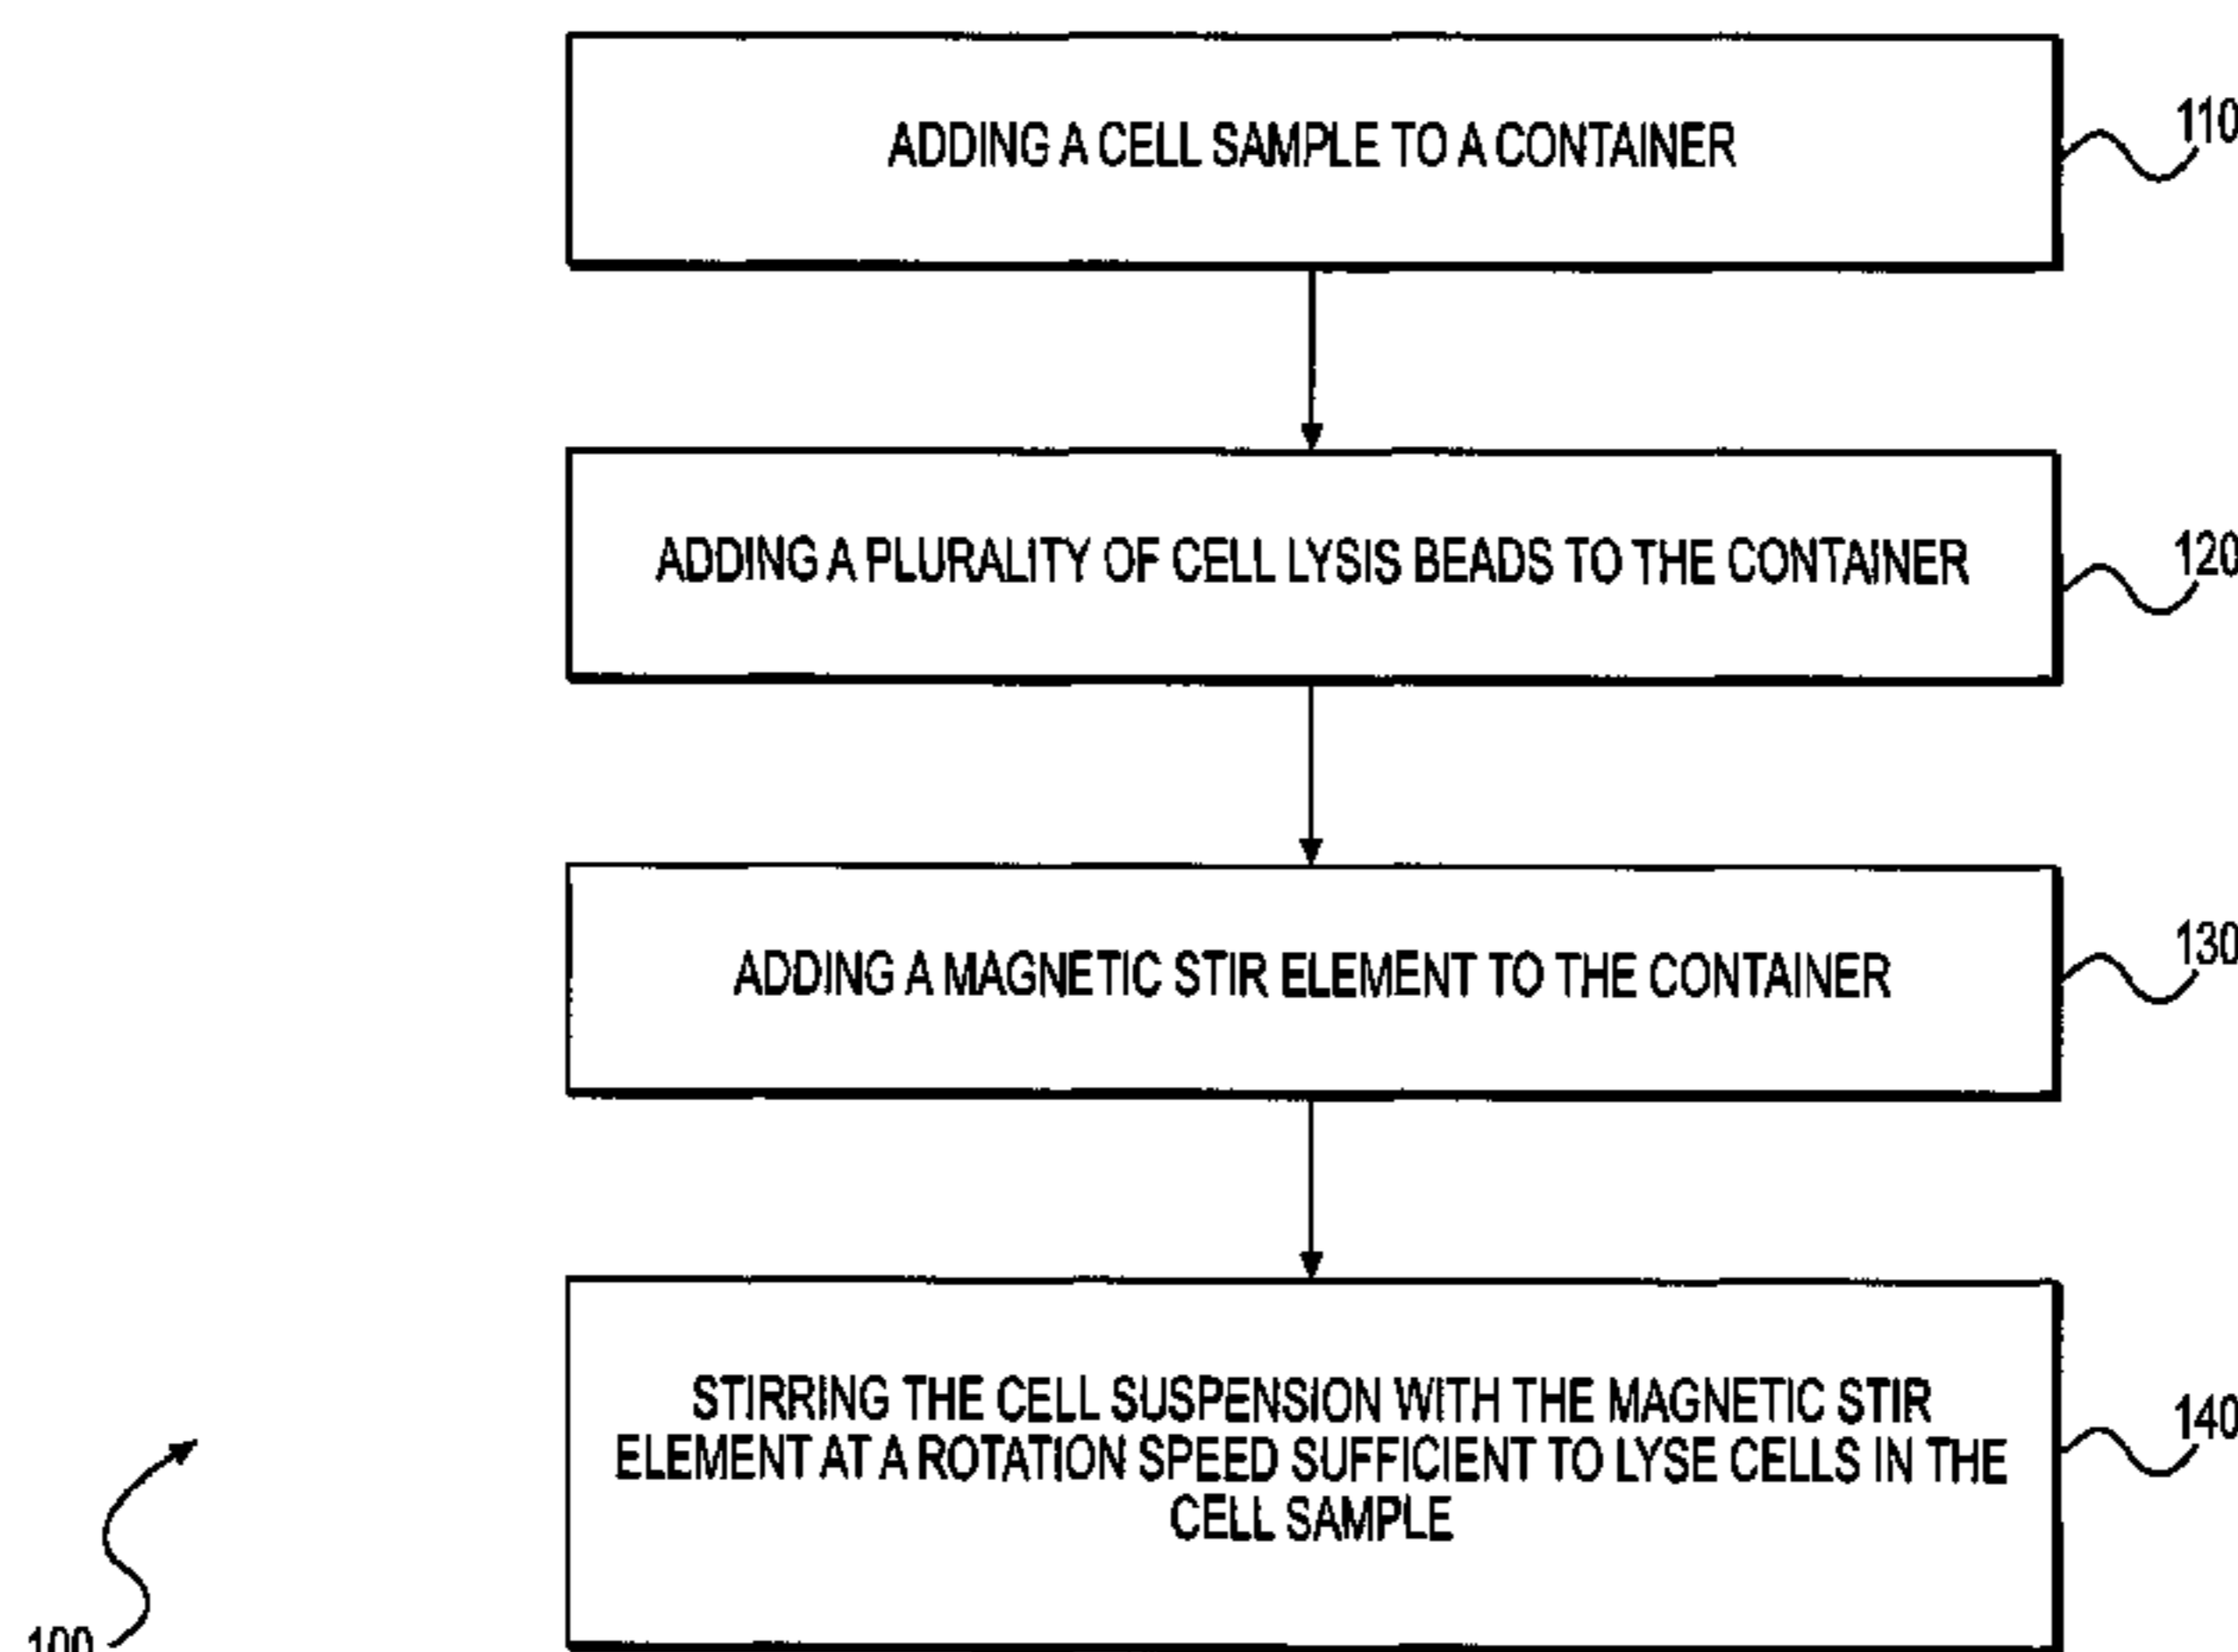 ADDING A CELL SAMPLE TO A CONTAINER
110
ADDING A PLURALITY OF CELL LYSIS BEADS TO THE CONTAINER
120
ADDING A MAGNETIC STIR ELEMENT TO THE CONTAINER
130
STIRRING THE CELL SUSPENSION WITH THE MAGNETIC STIR
ELEMENT AT A ROTATION SPEED SUFFICIENT TO LYSE CELLS IN THE
CELL SAMPLE
140
100